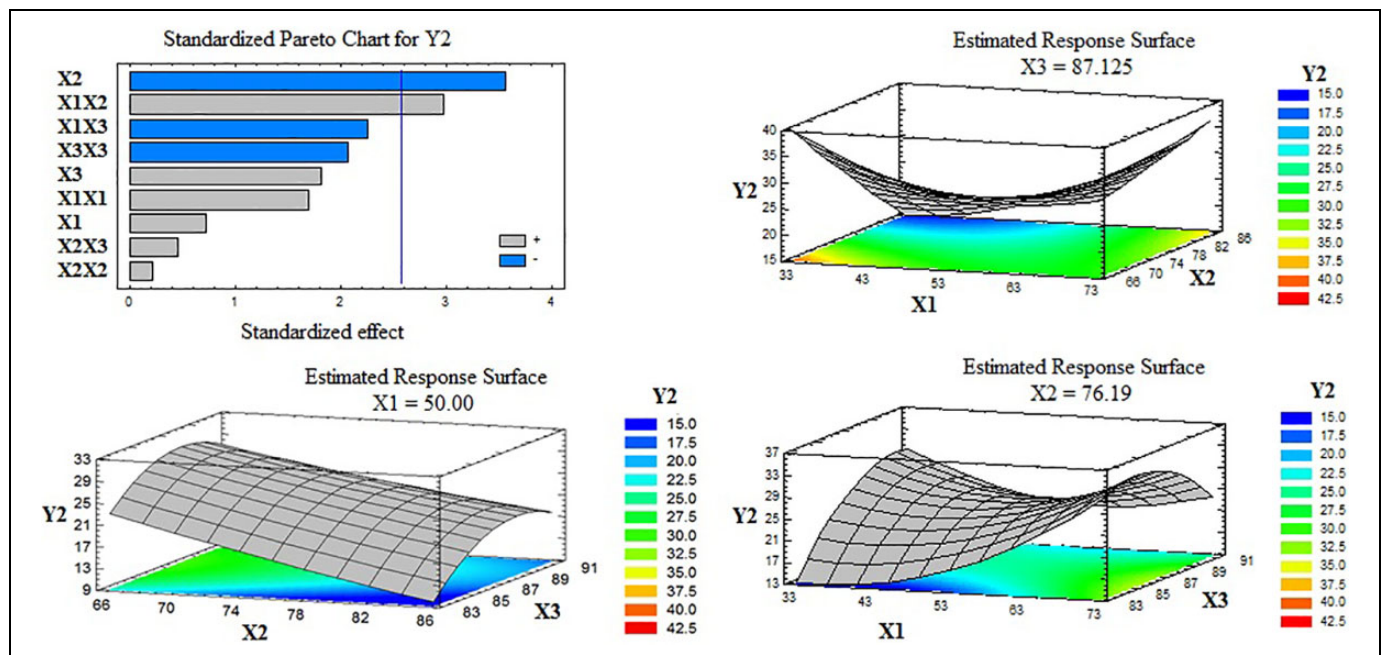 Standardized Pareto Chart for Y2
X2
X1X2
X1X3
X3X3
X3
X1X1
X1
X2X3
X2X2
+
-
0 1 2 3 4
Standardized effect
Estimated Response Surface
X3 = 87.125
Y2
40
35
30
25
20
15
33 43 53 63 73
X1
66 70 74 78 82 86
X2
Y2
15.0
17.5
20.0
22.5
25.0
27.5
30.0
32.5
35.0
37.5
40.0
42.5
Estimated Response Surface
X1 = 50.00
Y2
33
29
25
21
17
13
9
66 70 74 78 82 86
X2
83 85 87 89 91
X3
Y2
15.0
17.5
20.0
22.5
25.0
27.5
30.0
32.5
35.0
37.5
40.0
42.5
Estimated Response Surface
X2 = 76.19
Y2
37
33
29
25
21
17
13
33 43 53 63 73
X1
83 85 87 89 91
X3
Y2
15.0
17.5
20.0
22.5
25.0
27.5
30.0
32.5
35.0
37.5
40.0
42.5